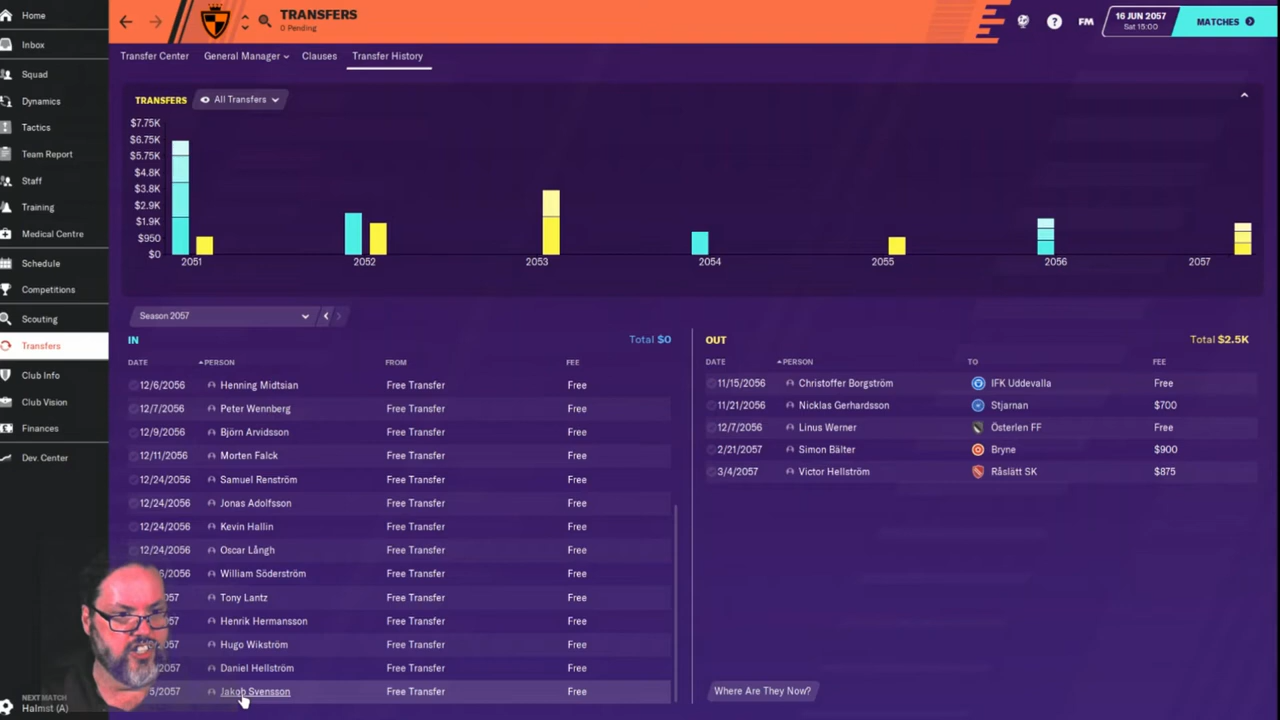 Home
Inbox
Squad
Dynamics
Tactics
Team Report
Staff
Training
Medical Centre
Schedule
Competitions
Scouting
Transfers
Club Info
Club Vision
Finances
Dev. Center
NEXT MATCH
Halmst (A)
TRANSFERS
0 Pending
FM
16 JUN 2057
Sat 15:00
MATCHES
Transfer Center General Manager Clauses Transfer History
TRANSFERS All Transfers
$7.75K
$6.75K
$5.75K
$4.8K
$3.8K
$2.9K
$1.9K
$950
$0
2051 2052 2053 2054 2055 2056 2057
Season 2057
IN Total $0
DATE PERSON FROM FEE
12/6/2056 Henning Midtsian Free Transfer Free
12/7/2056 Peter Wennberg Free Transfer Free
12/9/2056 Björn Arvidsson Free Transfer Free
12/11/2056 Morten Falck Free Transfer Free
12/24/2056 Samuel Renström Free Transfer Free
12/24/2056 Jonas Adolfsson Free Transfer Free
12/24/2056 Kevin Hallin Free Transfer Free
12/24/2056 Oscar Långh Free Transfer Free
6/2056 William Söderström Free Transfer Free
057 Tony Lantz Free Transfer Free
057 Henrik Hermansson Free Transfer Free
2057 Hugo Wikström Free Transfer Free
/2057 Daniel Hellström Free Transfer Free
5/2057 Jakob Svensson Free Transfer Free
OUT Total $2.5K
DATE PERSON TO FEE
11/15/2056 Christoffer Borgström IFK Uddevalla Free
11/21/2056 Nicklas Gerhardsson Stjarnan $700
12/7/2056 Linus Werner Österlen FF Free
2/21/2057 Simon Bälter Bryne $900
3/4/2057 Victor Hellström Råslätt SK $875
Where Are They Now?